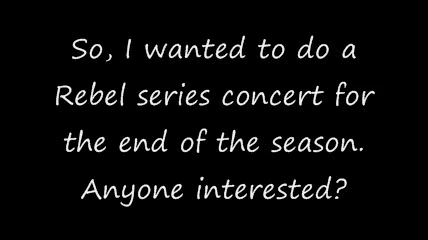 So, I wanted to do a
Rebel series concert for
the end of the season.
Anyone interested?